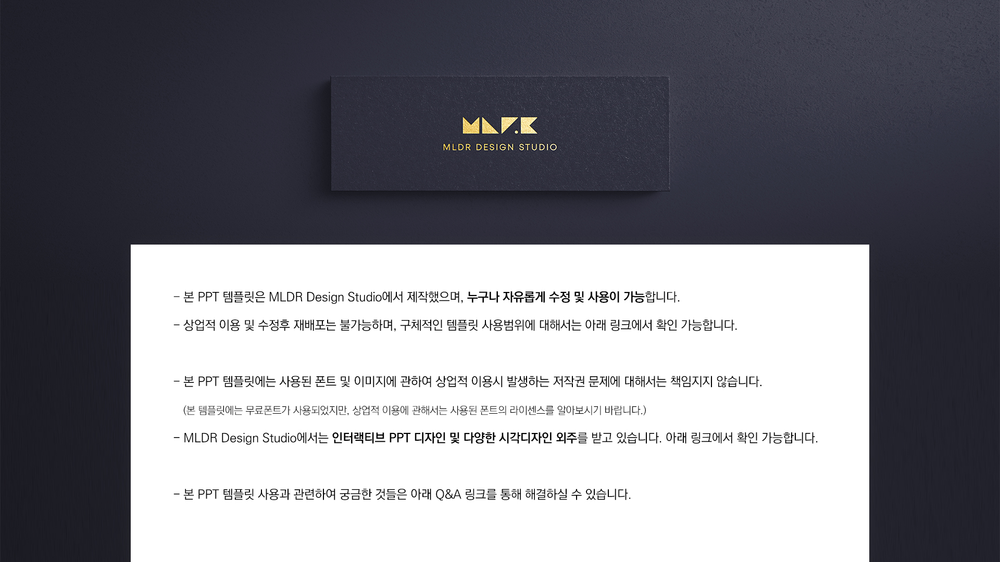 MLDR DESIGN STUDIO
- 본 PPT 템플릿은 MLDR Design Studio에서 제작했으며, 누구나 자유롭게 수정 및 사용이 가능합니다.
- 상업적 이용 및 수정후 재배포는 불가능하며, 구체적인 템플릿 사용범위에 대해서는 아래 링크에서 확인 가능합니다.
- 본 PPT 템플릿에는 사용된 폰트 및 이미지에 관하여 상업적 이용시 발생하는 저작권 문제에 대해서는 책임지지 않습니다.
(본 템플릿에는 무료폰트가 사용되었지만, 상업적 이용에 관해서는 사용된 폰트의 라이센스를 알아보시기 바랍니다.)
- MLDR Design Studio에서는 인터랙티브 PPT 디자인 및 다양한 시각디자인 외주를 받고 있습니다. 아래 링크에서 확인 가능합니다.
- 본 PPT 템플릿 사용과 관련하여 궁금한 것들은 아래 Q&A 링크를 통해 해결하실 수 있습니다.